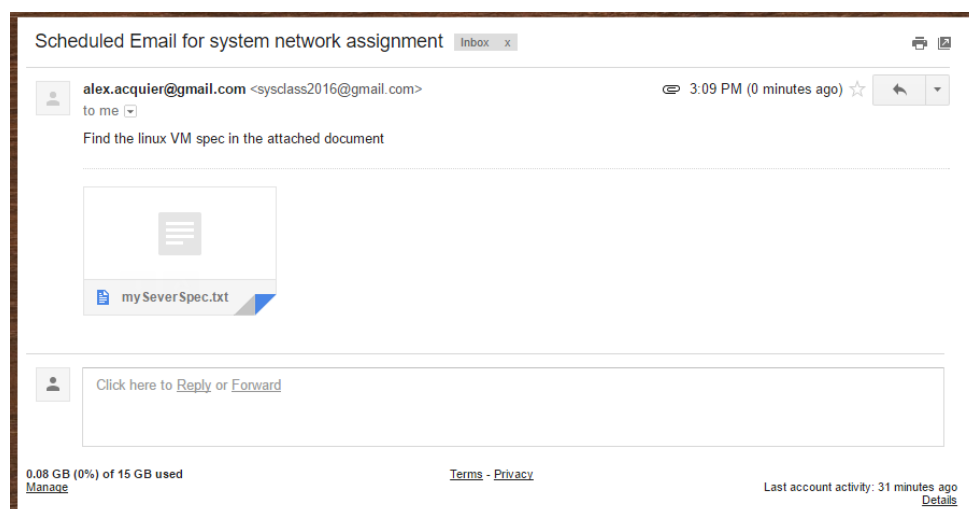 Scheduled Email for system network assignment Inbox x
alex.acquier@gmail.com <sysclass2016@gmail.com> 3:09 PM (0 minutes ago)
to me
Find the linux VM spec in the attached document
mySeverSpec.txt
Click here to Reply or Forward
0.08 GB (0%) of 15 GB used
Manage
Terms - Privacy
Last account activity: 31 minutes ago
Details